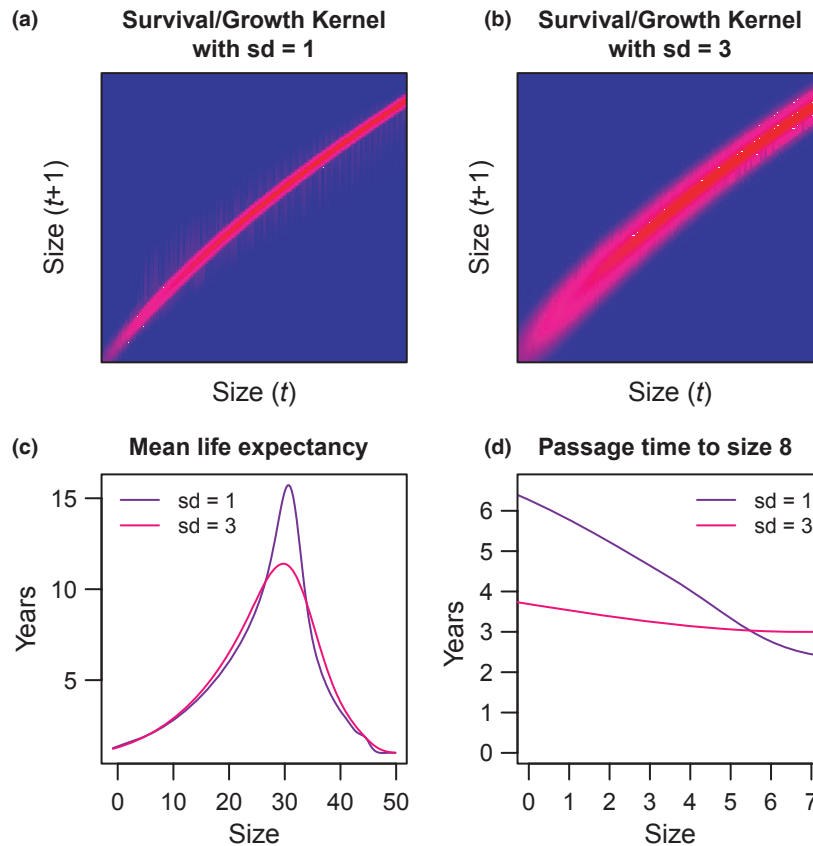 (a) Survival/Growth Kernel
with sd = 1
Size (t+1)
Size (t)
(b) Survival/Growth Kernel
with sd = 3
Size (t+1)
Size (t)
(c) Mean life expectancy
sd = 1
sd = 3
15
10
5
Years
0 10 20 30 40 50
Size
(d) Passage time to size 8
sd = 1
sd = 3
6
5
4
3
2
1
0
Years
0 1 2 3 4 5 6 7
Size